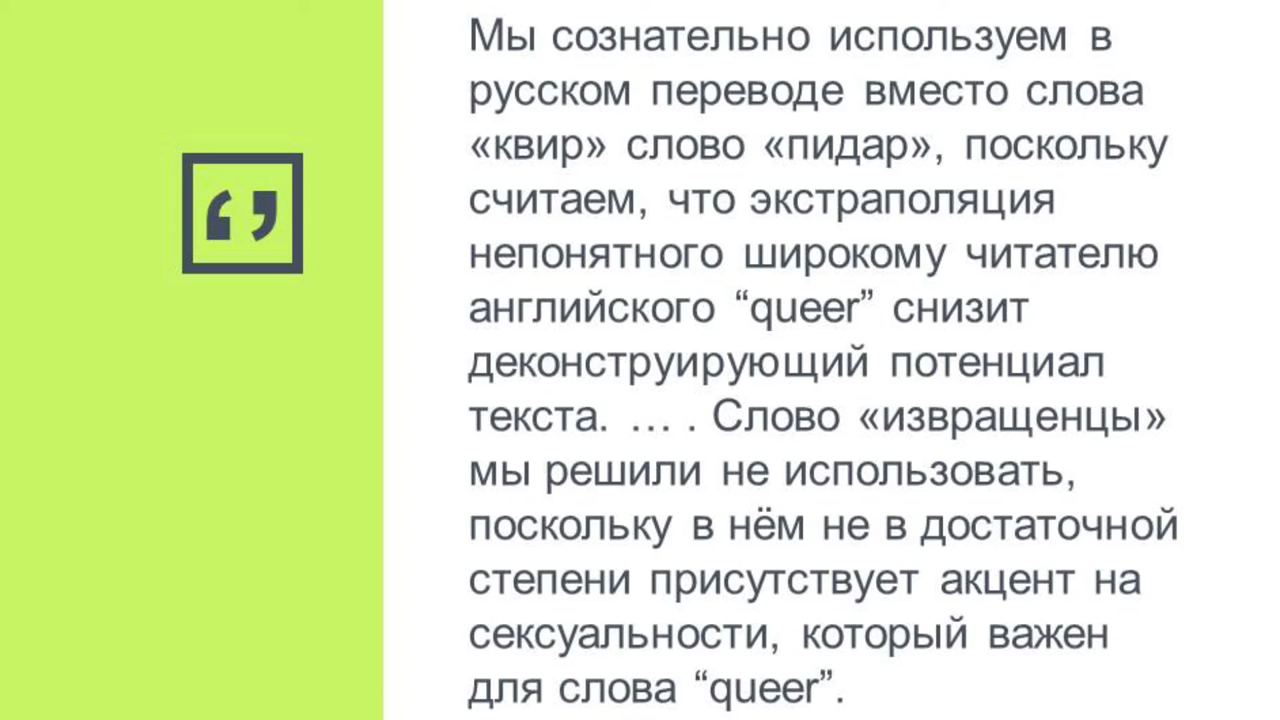 Мы сознательно используем в
русском переводе вместо слова
«квир» слово «пидар», поскольку
считаем, что экстраполяция
непонятного широкому читателю
английского “queer” снизит
деконструирующий потенциал
текста. … . Слово «извращенцы»
мы решили не использовать,
поскольку в нём не в достаточной
степени присутствует акцент на
сексуальности, который важен
для слова “queer”.